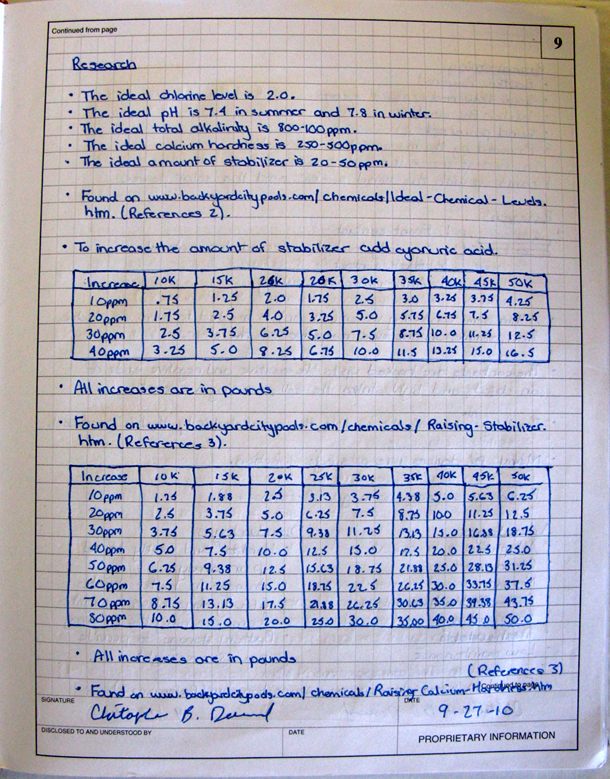 Continued from page
9
Research
• The ideal chlorine level is 2.0.
• The ideal pH is 7.4 in summer and 7.8 in winter.
• The ideal total alkalinity is 800-100ppm.
• The ideal calcium hardness is 250-500ppm.
• The ideal amount of stabilizer is 20-50ppm.
• Found on www.backyardcitypools.com/chemicals/Ideal-Chemical-Levels.
htm. (References 2).
• To increase the amount of stabilizer add cyanuric acid.
Increase 10K 15K 25K 20K 30K 35K 40K 45K 50K
10ppm .75 1.25 2.0 1.75 2.5 3.0 3.25 3.75 4.25
20ppm 1.75 2.5 4.0 3.25 5.0 5.75 6.75 7.5 8.25
30ppm 2.5 3.75 6.25 5.0 7.5 8.75 10.0 11.25 12.5
40ppm 3.25 5.0 8.25 6.75 10.0 11.5 13.25 15.0 16.5
• All increases are in pounds
• Found on www.backyardcitypools.com/chemicals/Raising-Stabilizer.
htm. (References 3).
Increase 10K 15K 20K 25K 30K 35K 40K 45K 50K
10ppm 1.25 1.88 2.5 3.13 3.75 4.38 5.0 5.63 6.25
20ppm 2.5 3.75 5.0 6.25 7.5 8.75 10.0 11.25 12.5
30ppm 3.75 5.63 7.5 9.38 11.25 13.13 15.0 16.88 18.75
40ppm 5.0 7.5 10.0 12.5 15.0 17.5 20.0 22.5 25.0
50ppm 6.25 9.38 12.5 15.63 18.75 21.88 25.0 28.13 31.25
60ppm 7.5 11.25 15.0 18.75 22.5 26.25 30.0 33.75 37.5
70ppm 8.75 13.13 17.5 21.88 26.25 30.63 35.0 39.38 43.75
80ppm 10.0 15.0 20.0 25.0 30.0 35.00 40.0 45.0 50.0
• All increases are in pounds
(References 3)
• Found on www.backyardcitypools.com/chemicals/Raising Calcium-Hardness.htm
Continued to page
SIGNATURE
DATE
Christopher B.
9-27-10
DISCLOSED TO AND UNDERSTOOD BY
DATE
PROPRIETARY INFORMATION